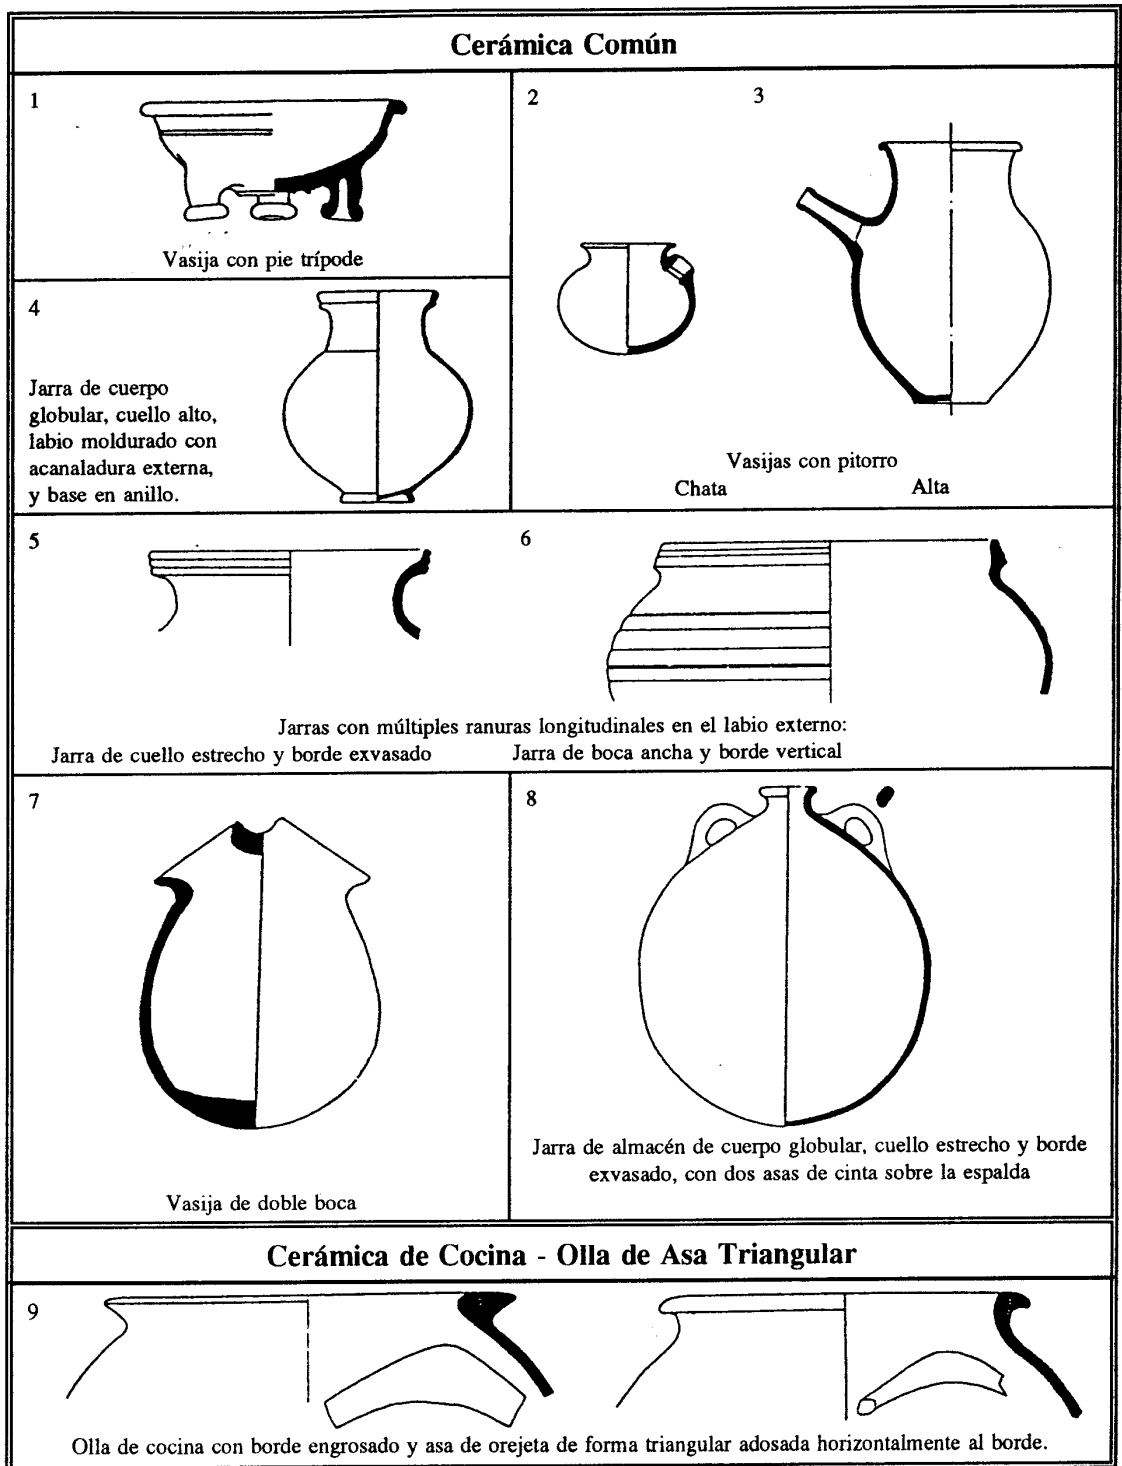 Cerámica Común
1
Vasija con pie trípode
2
3
Vasijas con pitorro
Chata
Alta
4
Jarra de cuerpo
globular, cuello alto,
labio moldurado con
acanaladura externa,
y base en anillo.
5
6
Jarras con múltiples ranuras longitudinales en el labio externo:
Jarra de cuello estrecho y borde exvasado
Jarra de boca ancha y borde vertical
7
Vasija de doble boca
8
Jarra de almacén de cuerpo globular, cuello estrecho y borde
exvasado, con dos asas de cinta sobre la espalda
Cerámica de Cocina - Olla de Asa Triangular
9
Olla de cocina con borde engrosado y asa de orejeta de forma triangular adosada horizontalmente al borde.